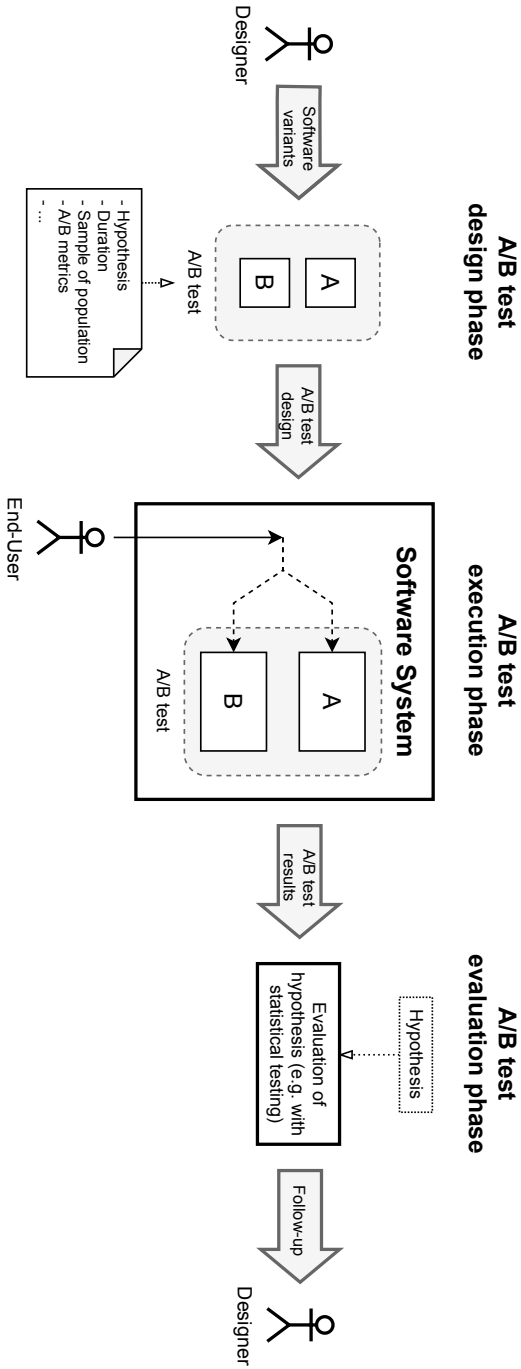 A/B test
design phase
Designer
Software
variants
A
B
A/B test
- Hypothesis
- Duration
- Sample of population
- A/B metrics
- ...
A/B test
design
A/B test
execution phase
Software System
A
B
A/B test
End-User
A/B test
results
A/B test
evaluation phase
Hypothesis
Evaluation of
hypothesis (e.g. with
statistical testing)
Follow-up
Designer